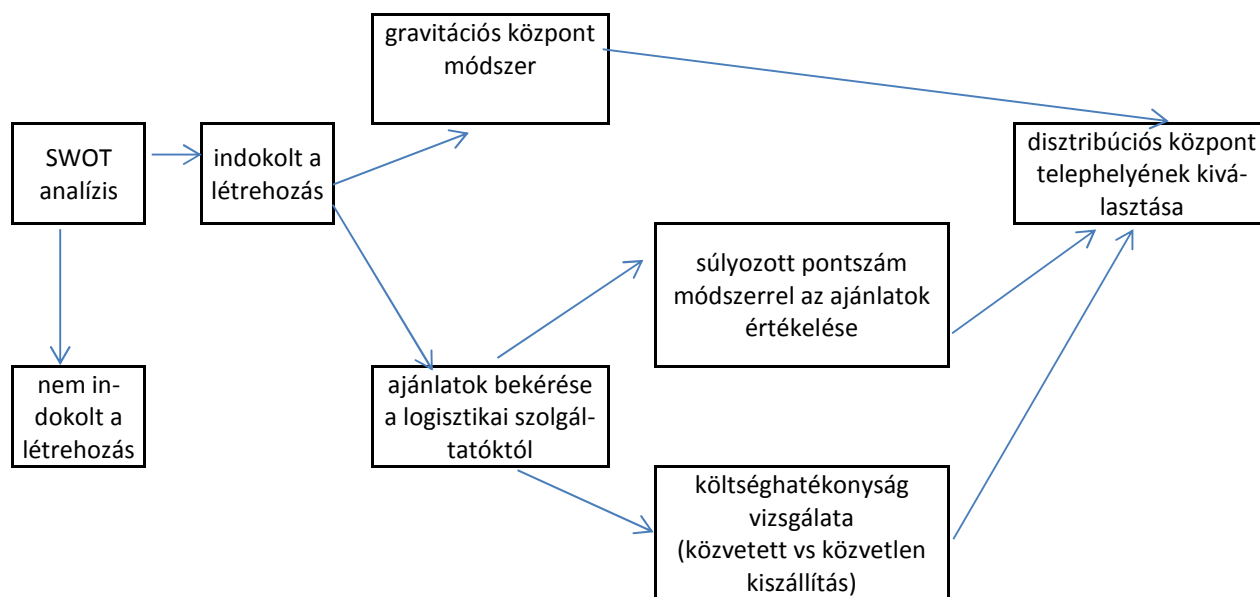 gravitációs központ
módszer
SWOT
analízis
indokolt a
létrehozás
disztribúciós központ
telephelyének kivá-
lasztása
súlyozott pontszám
módszerrel az ajánlatok
értékelése
nem in-
dokolt a
létrehozás
ajánlatok bekérése
a logisztikai szolgál-
tatóktól
költséghatékonyság
vizsgálata
(közvetett vs közvetlen
kiszállítás)